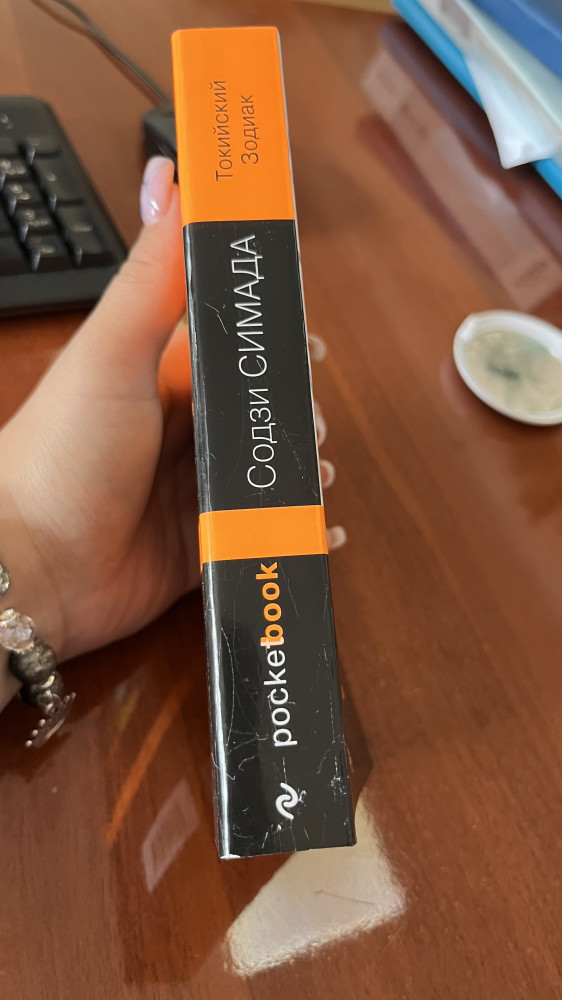 Токийский
Зодиак
Содзи СИМАДА
pocketbook